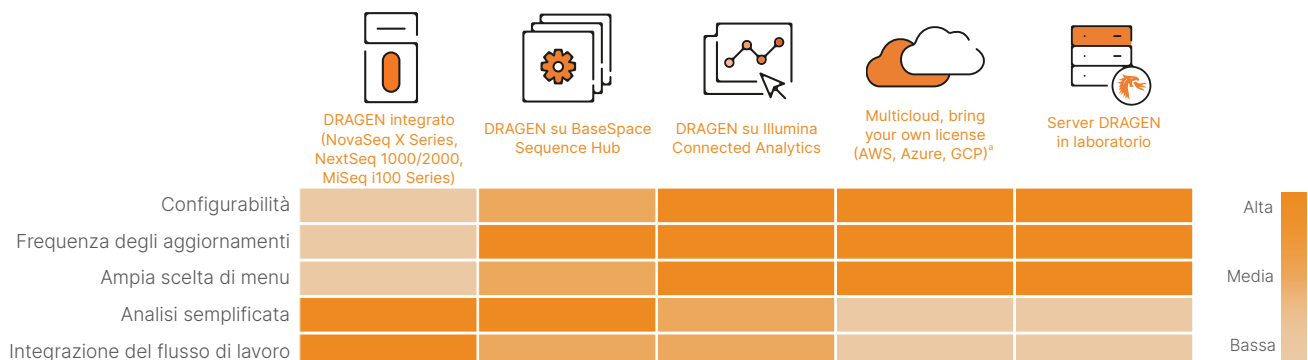 DRAGEN integrato
(NovaSeq X Series,
NextSeq 1000/2000,
MiSeq i100 Series)
DRAGEN su BaseSpace
Sequence Hub
DRAGEN su Illumina
Connected Analytics
Multicloud, bring
your own license
(AWS, Azure, GCP)ª
Server DRAGEN
in laboratorio
Configurabilità
Frequenza degli aggiornamenti
Ampia scelta di menu
Analisi semplificata
Integrazione del flusso di lavoro
Alta
Media
Bassa